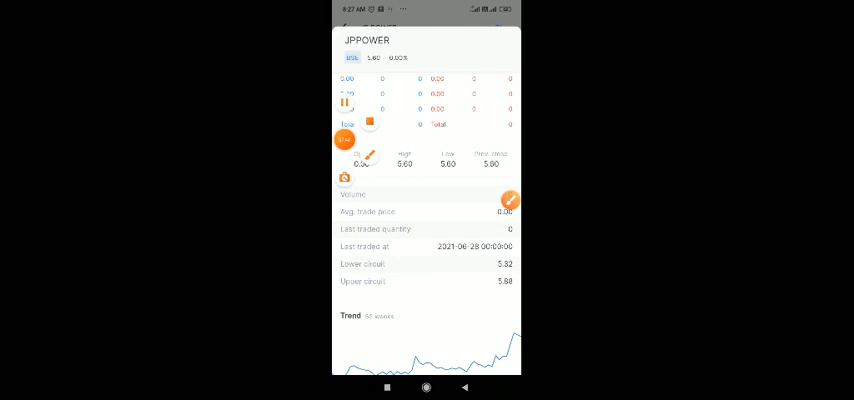 8:27 AM
JPPOWER
BSE 5.60 0.00%
0.00 0 0 0.00 0 0
0 0 0.00 0 0
0 0 0.00 0 0
Total 0 Total 0
High Low Prev. close
0.00 5.60 5.60 5.60
Volume
Avg. trade price 0.00
Last traded quantity 0
Last traded at 2021-06-28 00:00:00
Lower circuit 5.32
Upper circuit 5.88
Trend 52 weeks